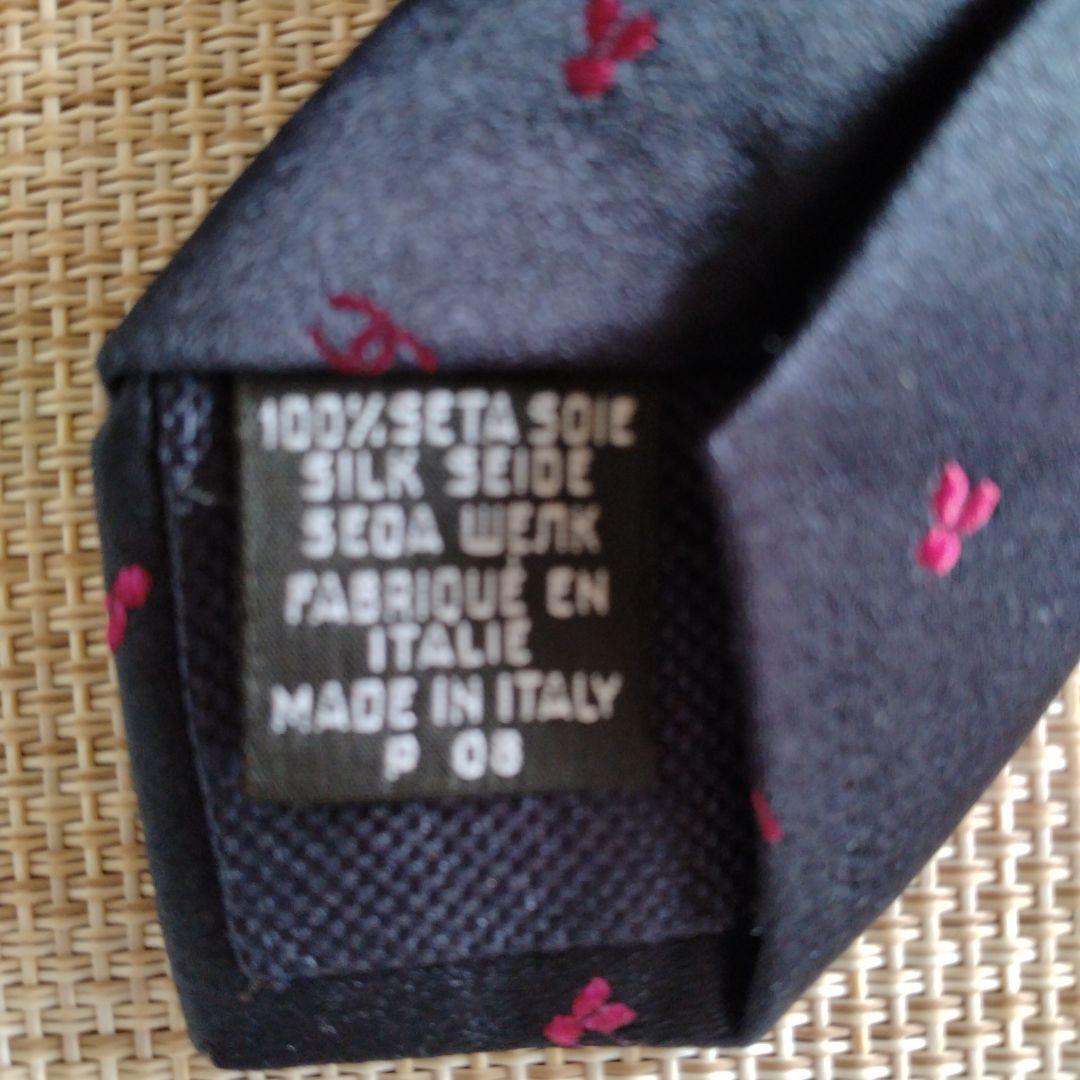 100% SETA SOIE
SILK SEIDE
SEDA ШЕЛК
FABRIQUÉ EN
ITALIE
MADE IN ITALY
P 08